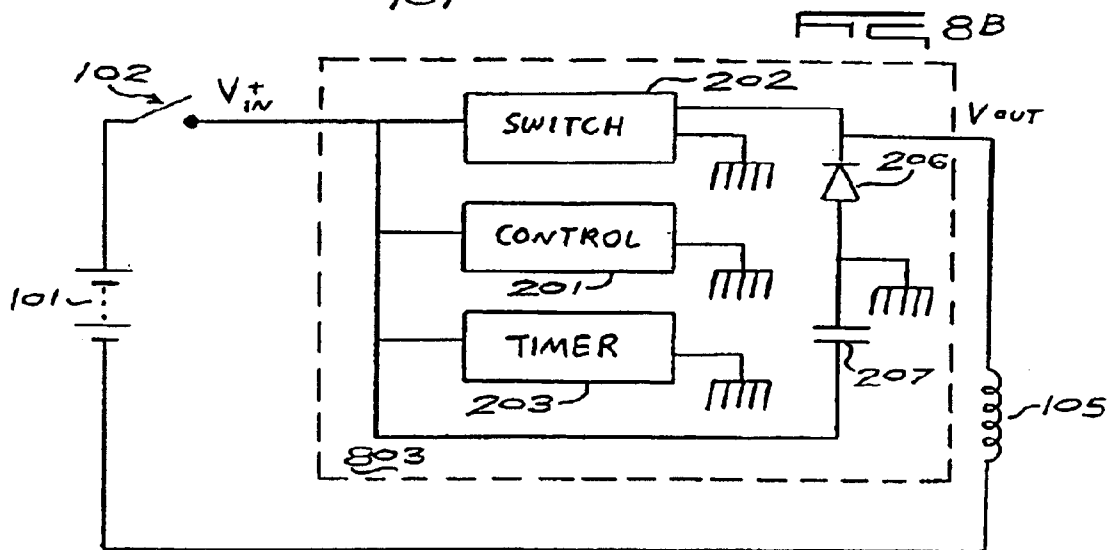 FIG 8B
102
V+IN
202
SWITCH
VOUT
206
CONTROL
201
101
TIMER
203
207
105
803